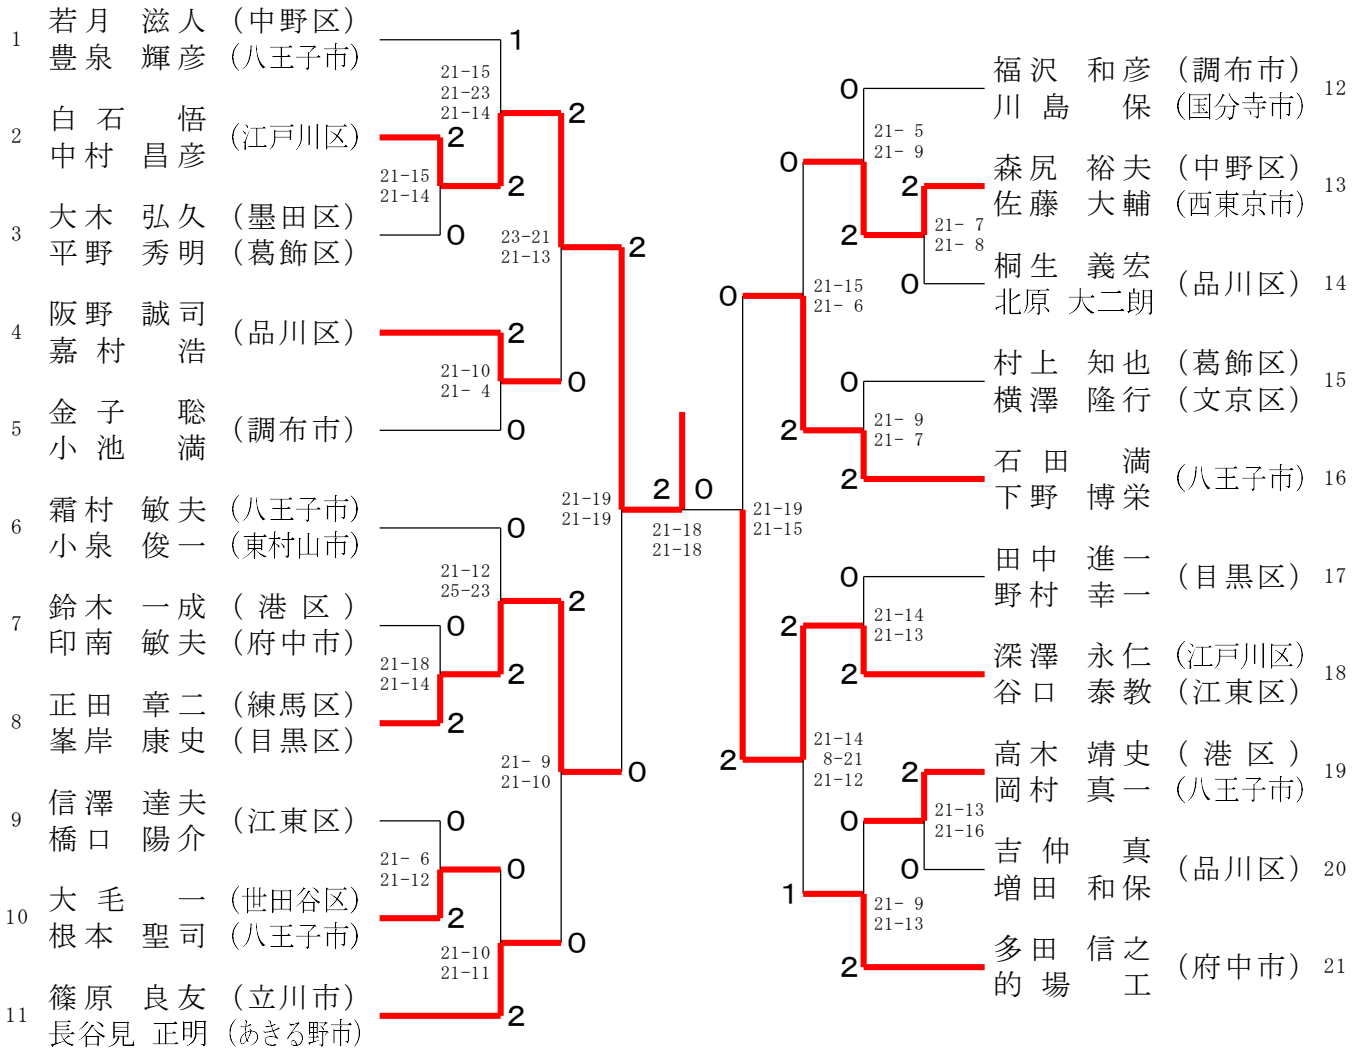 1 若月 滋人 (中野区)
豊泉 輝彦 (八王子市)
1
21-15
21-23
21-14
2 白石 悟 (江戸川区)
中村 昌彦
2
2
21-15
21-14
2
3 大木 弘久 (墨田区)
平野 秀明 (葛飾区)
0
23-21
21-13
2
4 阪野 誠司 (品川区)
嘉村 浩
2
21-10
21- 4
0
5 金子 聡 (調布市)
小池 満
0
6 霜村 敏夫 (八王子市)
小泉 俊一 (東村山市)
0
21-19
21-19
21-12
25-23
2
7 鈴木 一成 (港区)
印南 敏夫 (府中市)
0
21-18
21-14
2
8 正田 章二 (練馬区)
峯岸 康史 (目黒区)
2
21- 9
21-10
0
9 信澤 達夫 (江東区)
橋口 陽介
0
21- 6
21-12
0
10 大毛 一 (世田谷区)
根本 聖司 (八王子市)
2
21-10
21-11
0
11 篠原 良友 (立川市)
長谷見 正明 (あきる野市)
2
2 0
21-18
21-18
0 福沢 和彦 (調布市) 12
川島 保 (国分寺市)
21- 5
21- 9
0
2 森尻 裕夫 (中野区) 13
佐藤 大輔 (西東京市)
2
21- 7
21- 8
0 桐生 義宏 (品川区) 14
北原 大二朗
0
21-15
21- 6
0 村上 知也 (葛飾区) 15
横澤 隆行 (文京区)
2
21- 9
21- 7
2 石田 満 (八王子市) 16
下野 博栄
21-19
21-15
0 田中 進一 (目黒区) 17
野村 幸一
2
21-14
21-13
2 深澤 永仁 (江戸川区) 18
谷口 泰教 (江東区)
2
21-14
8-21
21-12
2 高木 靖史 (港区) 19
岡村 真一 (八王子市)
0
21-13
21-16
0 吉仲 真 (品川区) 20
増田 和保
1
21- 9
21-13
2 多田 信之 (府中市) 21
的場 工